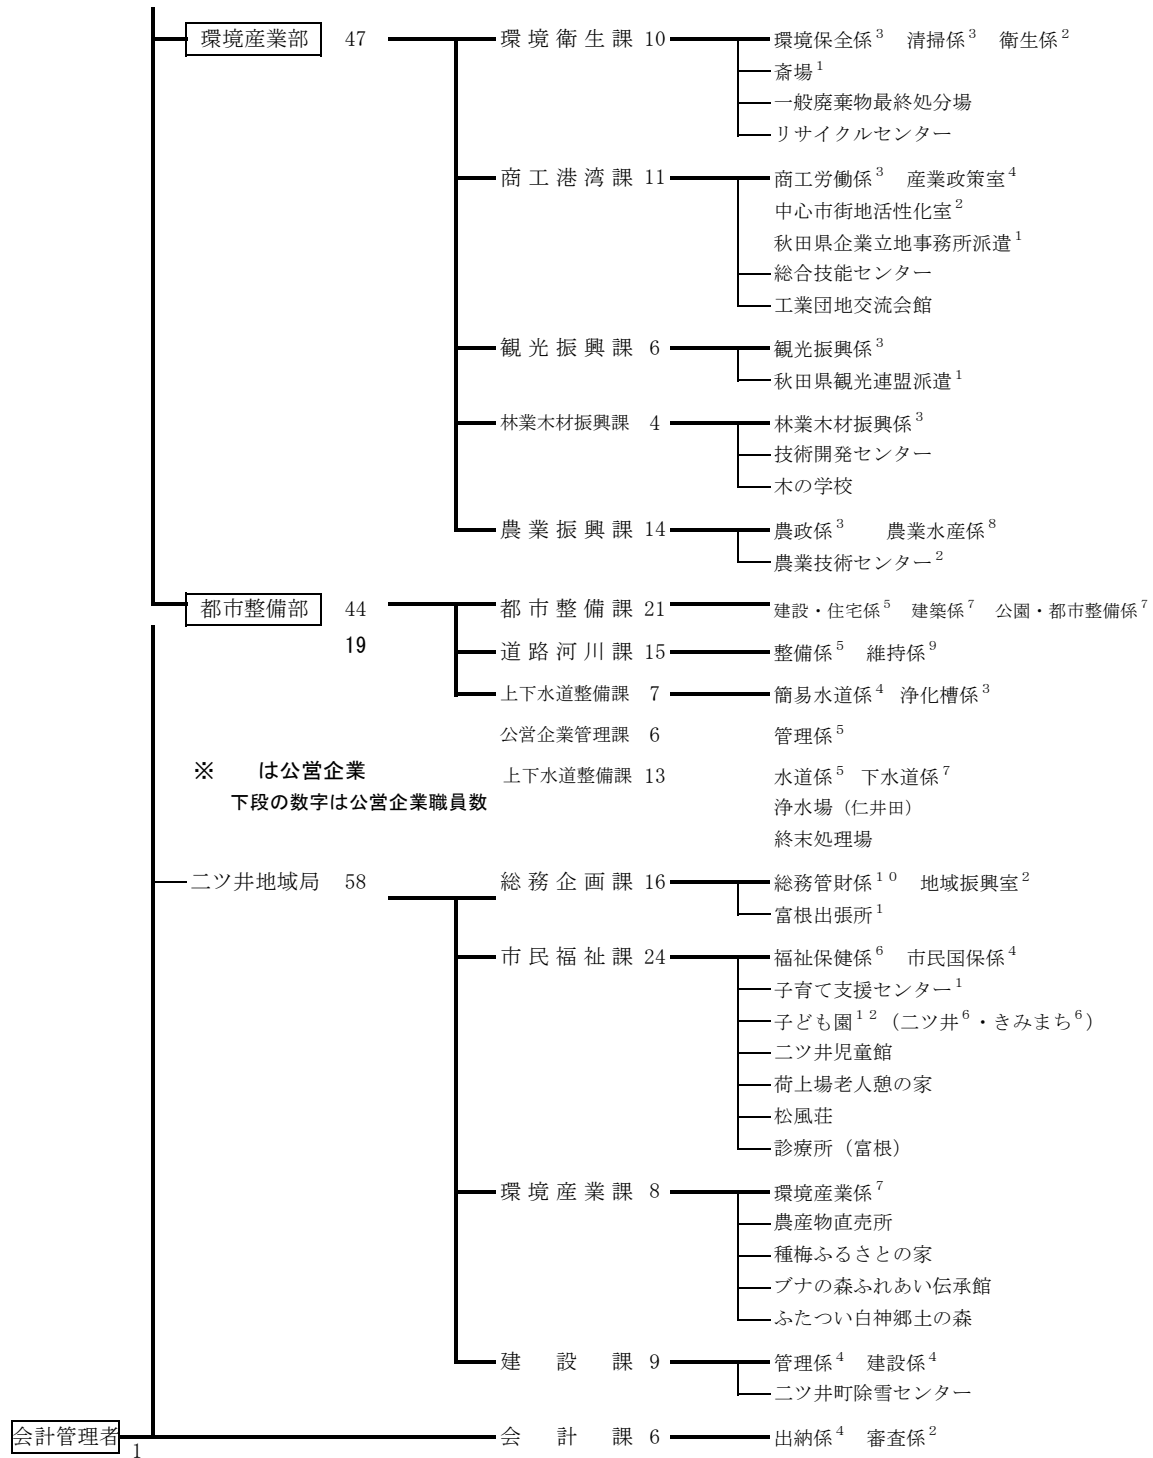 環境産業部 47 環境衛生課 10 環境保全係3 清掃係3 衛生係2
斎場1
一般廃棄物最終処分場
リサイクルセンター
商工港湾課 11 商工労働係3 産業政策室4
中心市街地活性化室2
秋田県企業立地事務所派遣1
総合技能センター
工業団地交流会館
観光振興課 6 観光振興係3
秋田県観光連盟派遣1
林業木材振興課 4 林業木材振興係3
技術開発センター
木の学校
農業振興課 14 農政係3 農業水産係8
農業技術センター2
都市整備部 44 都市整備課 21 建設・住宅係5 建築係7 公園・都市整備係7
19 道路河川課 15 整備係5 維持係9
上下水道整備課 7 簡易水道係4 浄化槽係3
公営企業管理課 6 管理係5
※ は公営企業 上下水道整備課 13 水道係5 下水道係7
下段の数字は公営企業職員数 浄水場（仁井田）
終末処理場
二ツ井地域局 58 総務企画課 16 総務管財係10 地域振興室2
富根出張所1
市民福祉課 24 福祉保健係6 市民国保係4
子育て支援センター1
子ども園12（二ツ井6・きみまち6）
二ツ井児童館
荷上場老人憩の家
松風荘
診療所（富根）
環境産業課 8 環境産業係7
農産物直売所
種梅ふるさとの家
ブナの森ふれあい伝承館
ふたつい白神郷土の森
建設課 9 管理係4 建設係4
二ツ井町除雪センター
会計管理者 1 会計課 6 出納係4 審査係2